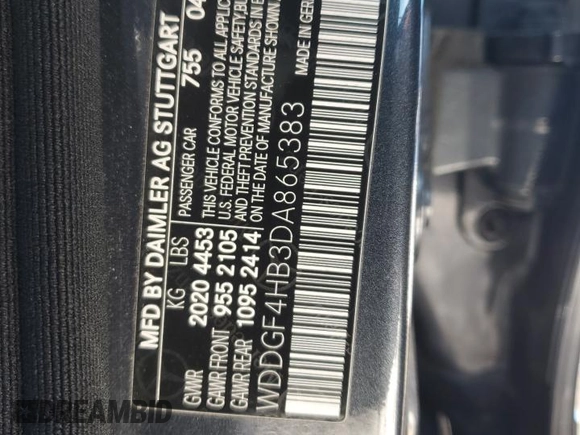 MFD BY DAIMLER AG STUTTGART
KG LBS PASSENGER CAR 755 04
GWR 2020 4453 THIS VEHICLE CONFORMS TO ALL APPLIC
GAWR FRONT 955 2105 U.S. FEDERAL MOTOR VEHICLE SAFETY, BU
GAWR REAR 1095 2414 AND THEFT PREVENTION STANDARDS IN E
ON THE DATE OF MANUFACTURE SHOWN
WDDGF4HB3DA865383 MADE IN GER
DREAMBID